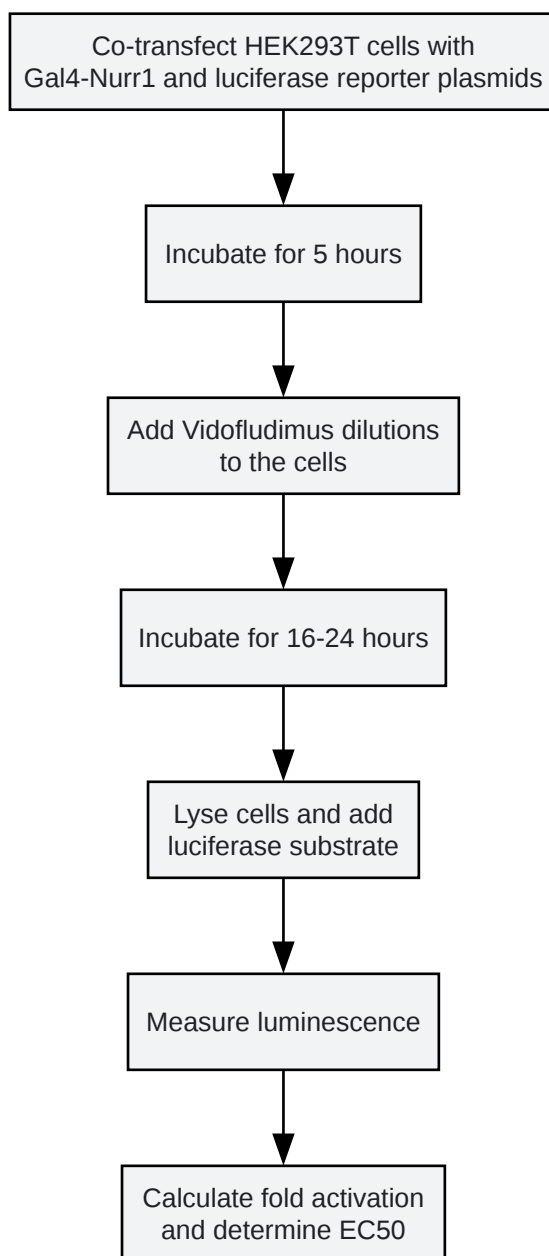 Co-transfect HEK293T cells with
Gal4-Nurr1 and luciferase reporter plasmids
Incubate for 5 hours
Add Vidofludimus dilutions
to the cells
Incubate for 16-24 hours
Lyse cells and add
luciferase substrate
Measure luminescence
Calculate fold activation
and determine EC50